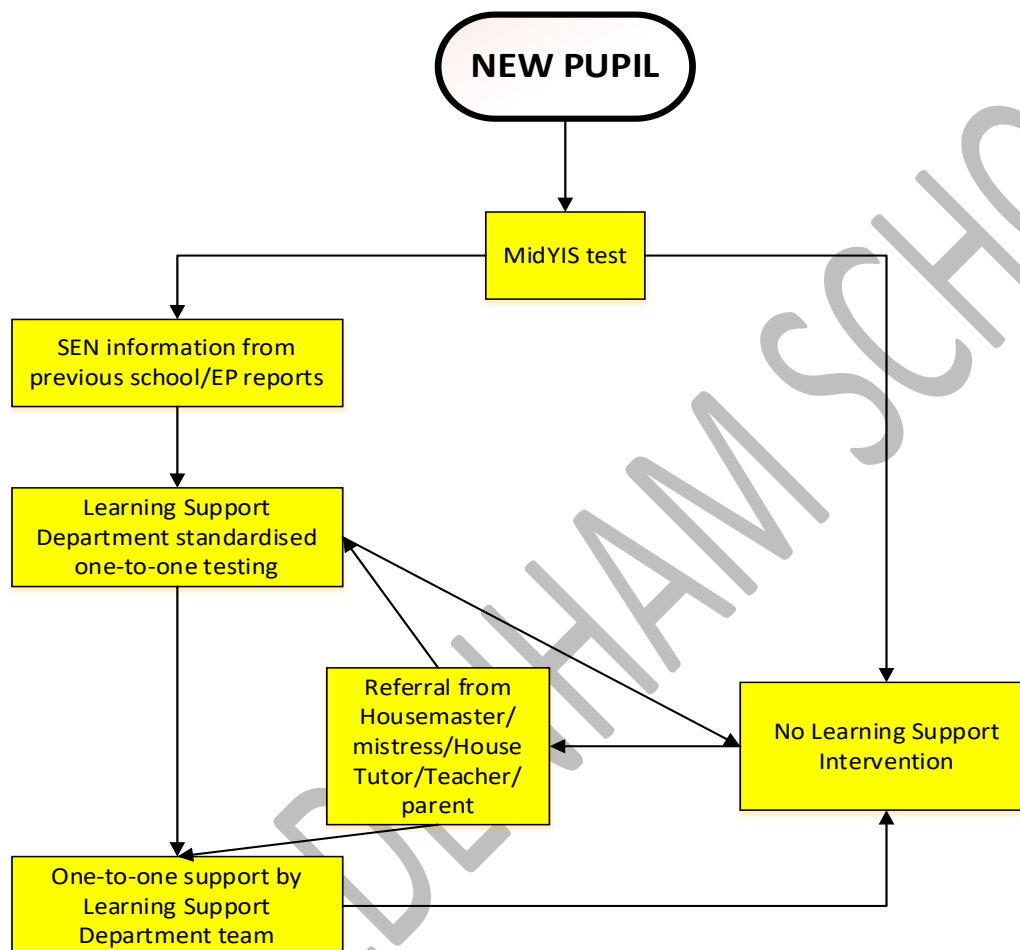 NEW PUPIL
MidYIS test
SEN information from
previous school/EP reports
Learning Support
Department standardised
one-to-one testing
Referral from
Housemaster/
mistress/House
Tutor/Teacher/
parent
No Learning Support
Intervention
One-to-one support by
Learning Support
Department team